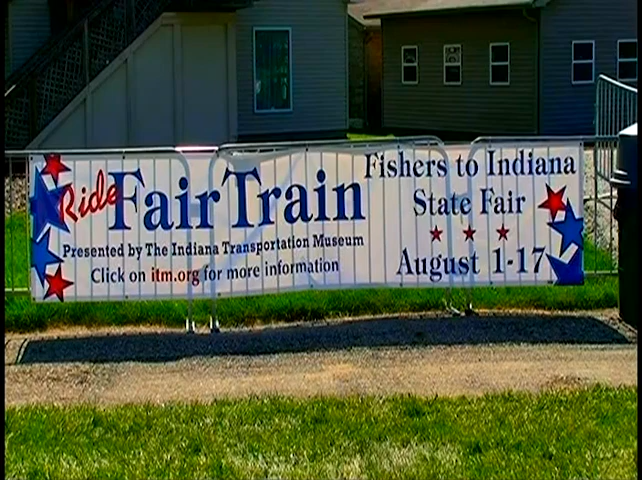 Ride FairTrain
Presented by The Indiana Transportation Museum
Click on itm.org for more information
Fishers to Indiana
State Fair
August 1-17